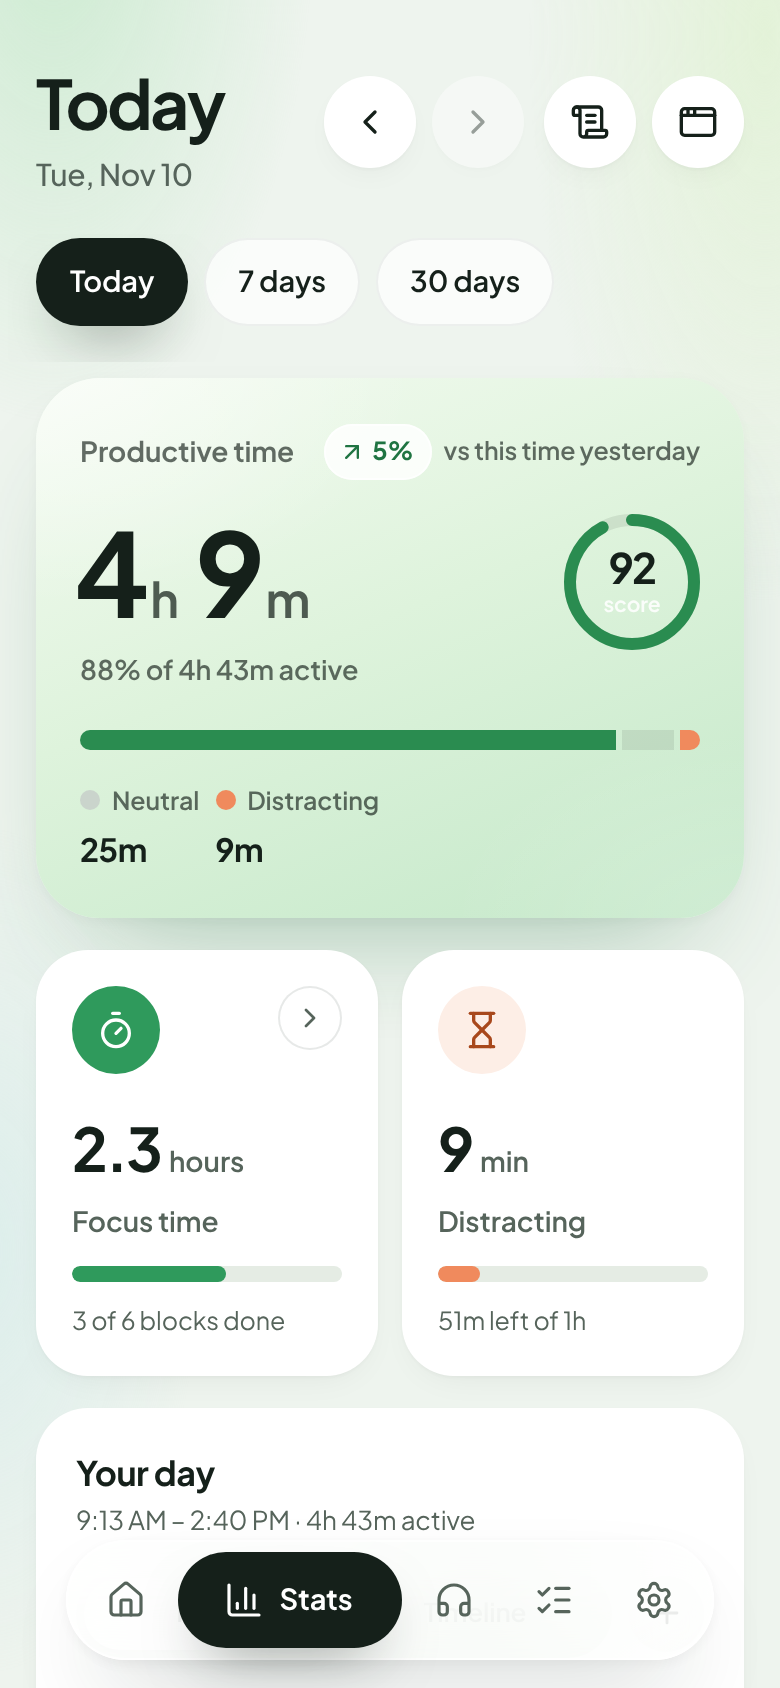 Today
Tue, Nov 10
Today
7 days
30 days
Productive time
5% vs this time yesterday
4h 9m
92
score
88% of 4h 43m active
Neutral
Distracting
25m
9m
2.3 hours
Focus time
3 of 6 blocks done
9 min
Distracting
51m left of 1h
Your day
9:13 AM – 2:40 PM · 4h 43m active
Stats
Timeline